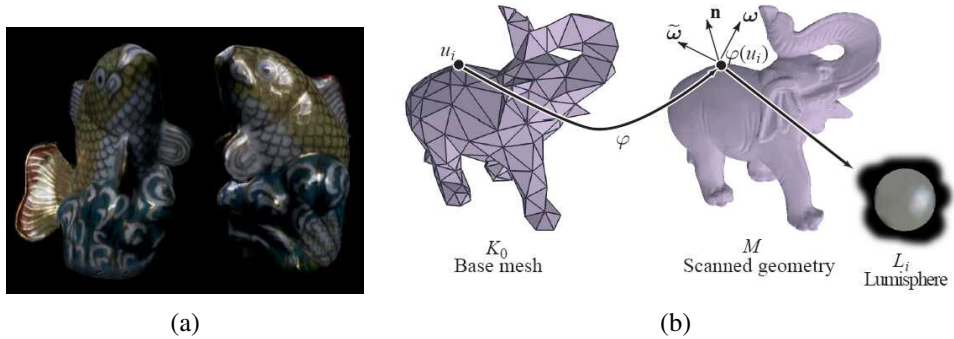 u_i
n
ω
ω̃
φ(u_i)
φ
K_0
Base mesh
M
Scanned geometry
L_i
Lumisphere
(a)
(b)